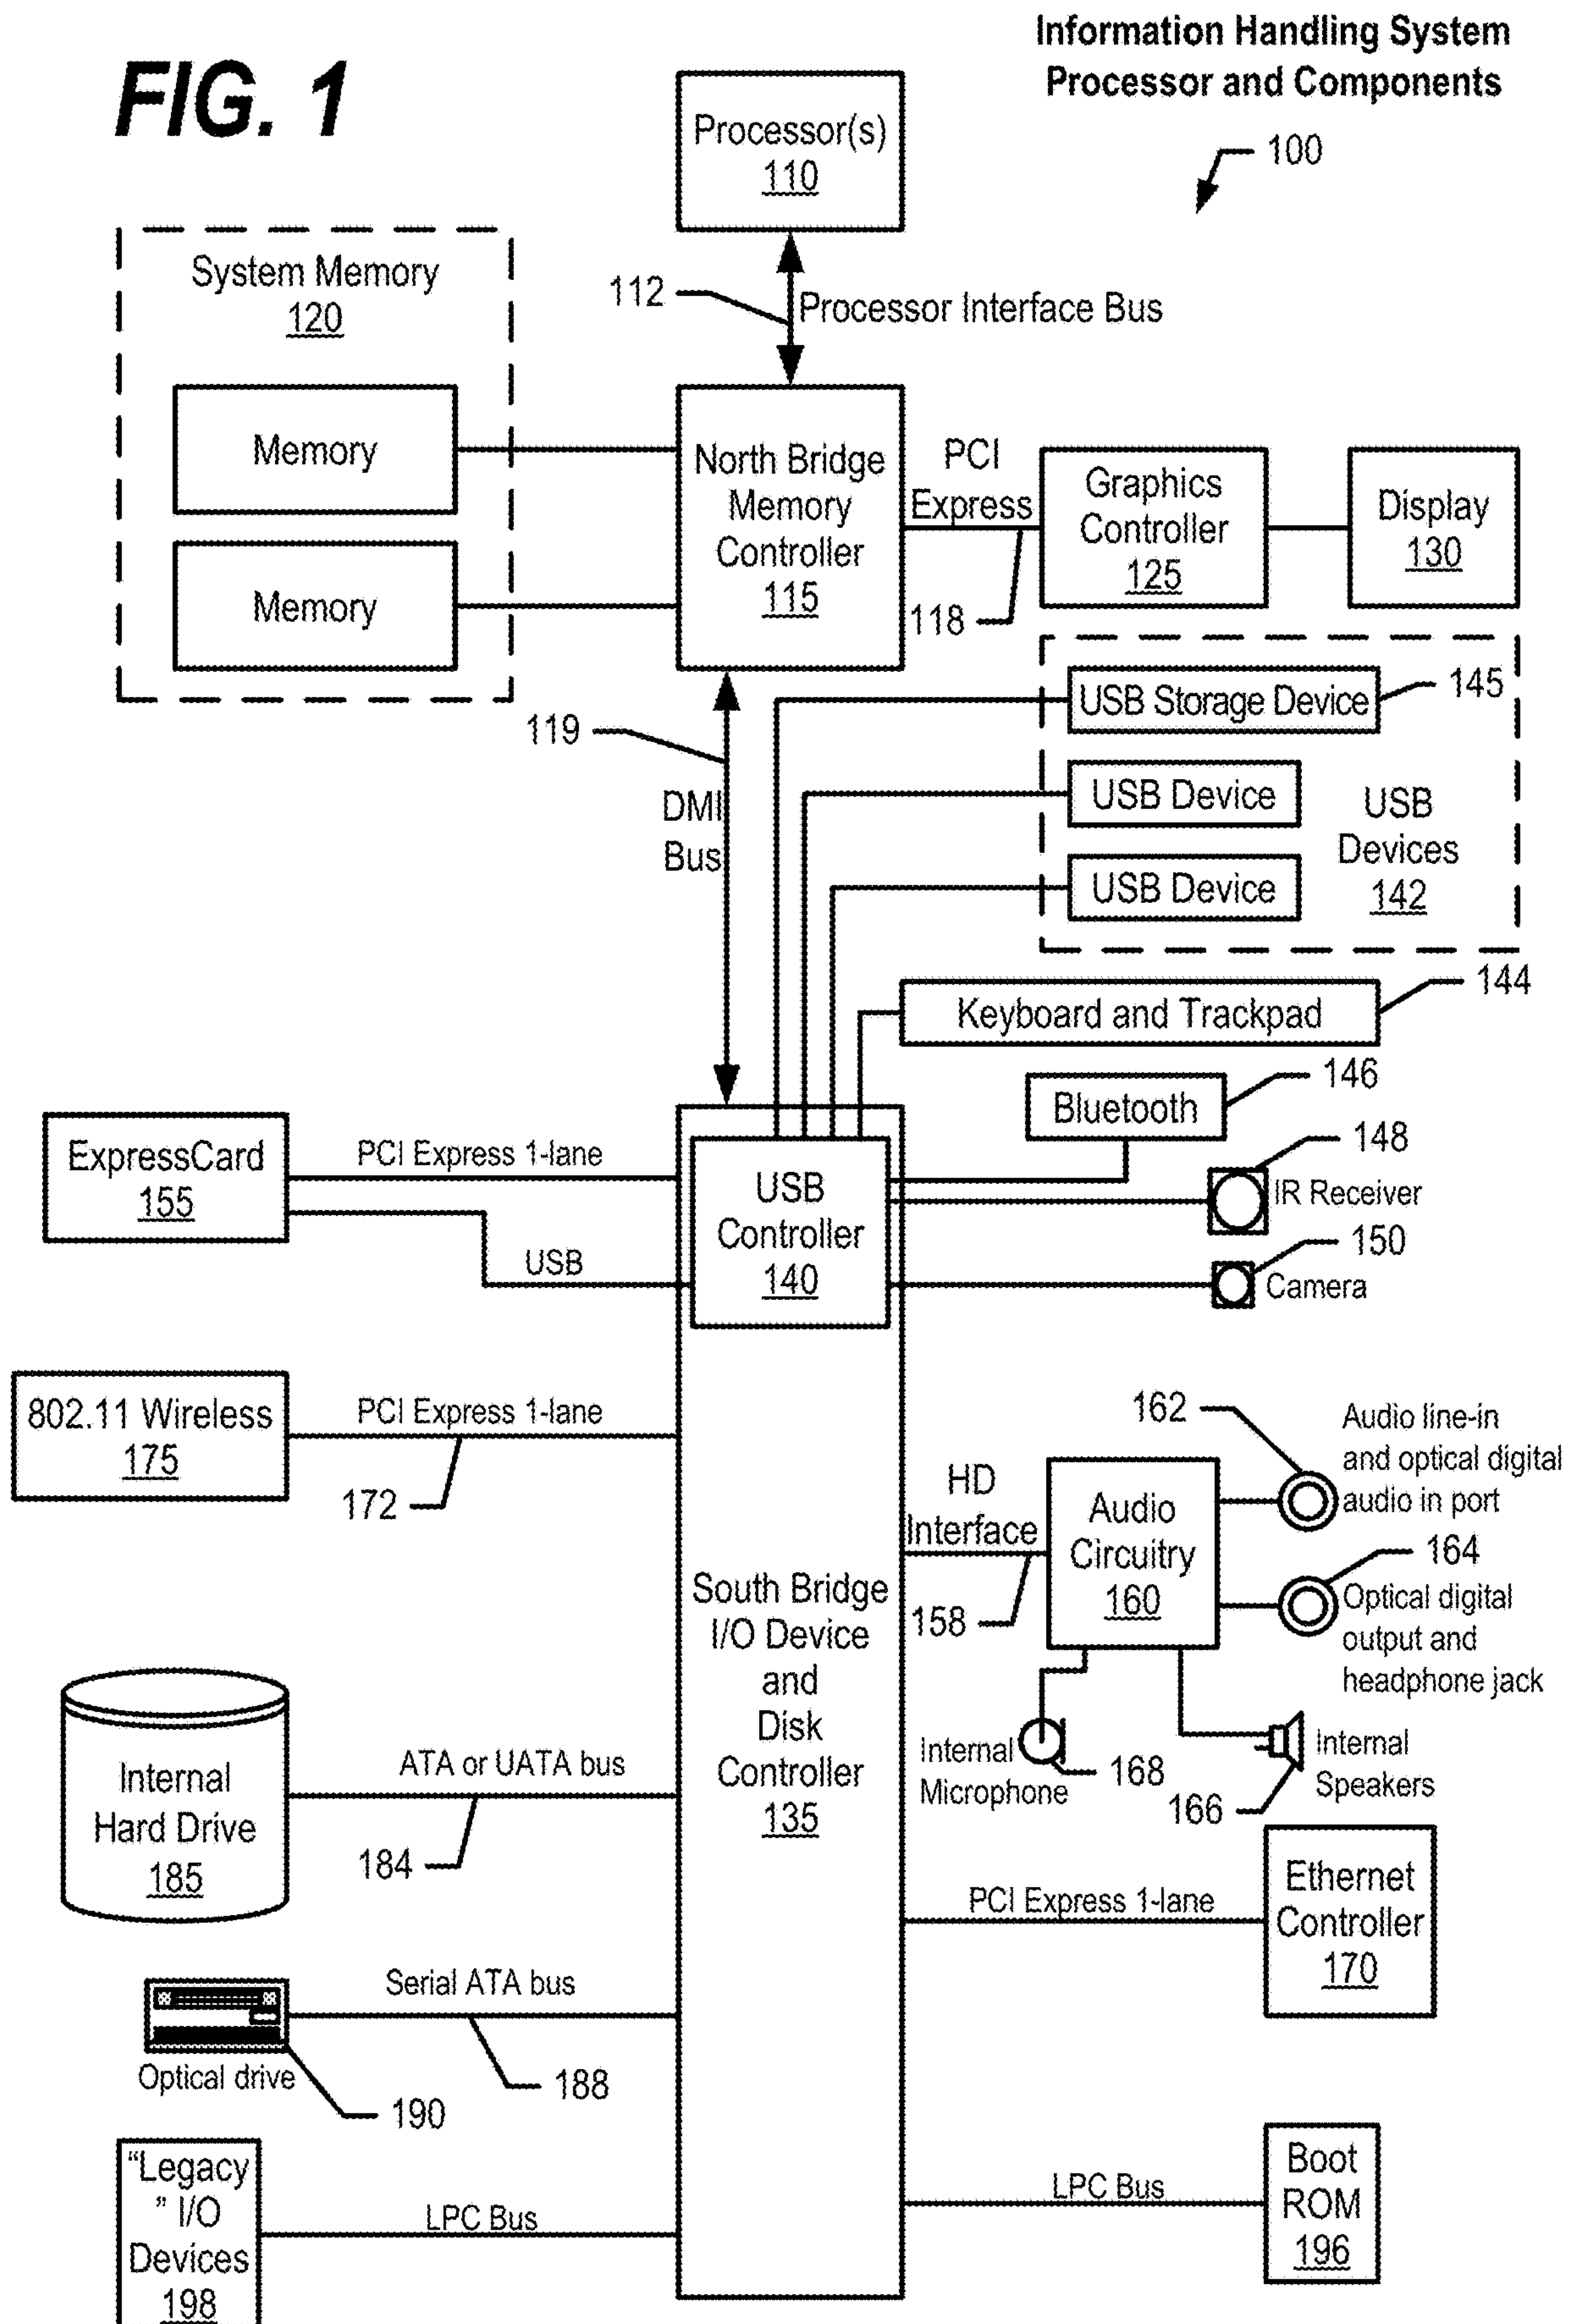 Information Handling System
Processor and Components
FIG. 1
100
Processor(s)
110
System Memory
120
112
Processor Interface Bus
Memory
Memory
North Bridge
Memory
Controller
115
PCI
Express
118
Graphics
Controller
125
Display
130
119
DMI
Bus
USB Storage Device
145
USB Device
USB Device
USB
Devices
142
Keyboard and Trackpad
144
Bluetooth
146
148
IR Receiver
150
Camera
ExpressCard
155
PCI Express 1-lane
USB
USB
Controller
140
802.11 Wireless
175
PCI Express 1-lane
172
162
Audio line-in
and optical digital
audio in port
HD
Interface
158
Audio
Circuitry
160
164
Optical digital
output and
headphone jack
South Bridge
I/O Device
and
Disk
Controller
135
Internal
Microphone
168
166
Internal
Speakers
Internal
Hard Drive
185
ATA or UATA bus
184
PCI Express 1-lane
Ethernet
Controller
170
Serial ATA bus
188
Optical drive
190
“Legacy
” I/O
Devices
198
LPC Bus
LPC Bus
Boot
ROM
196